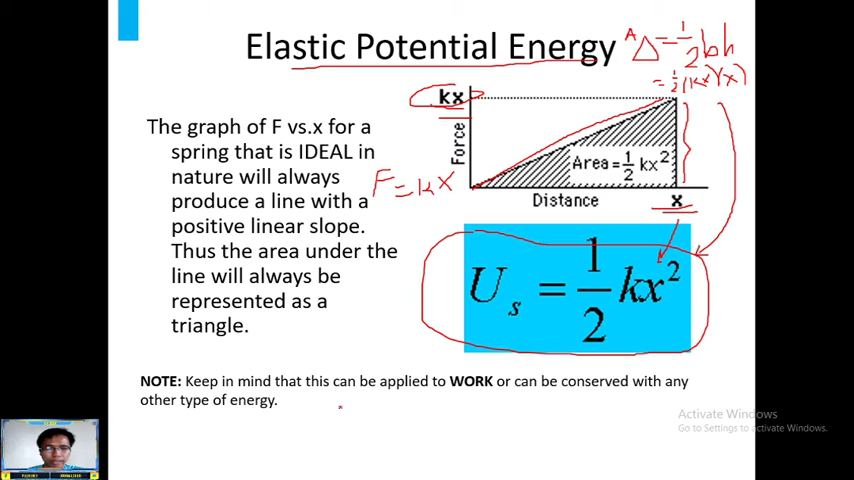 Elastic Potential Energy
A △ = 1/2 bh
= 1/2 (kx)(x)
kx
Force
Area = 1/2 kx²
Distance
x
F = kx
The graph of F vs.x for a
spring that is IDEAL in
nature will always
produce a line with a
positive linear slope.
Thus the area under the
line will always be
represented as a
triangle.
U s = 1/2 kx²
NOTE: Keep in mind that this can be applied to WORK or can be conserved with any
other type of energy.
Activate Windows
Go to Settings to activate Windows.